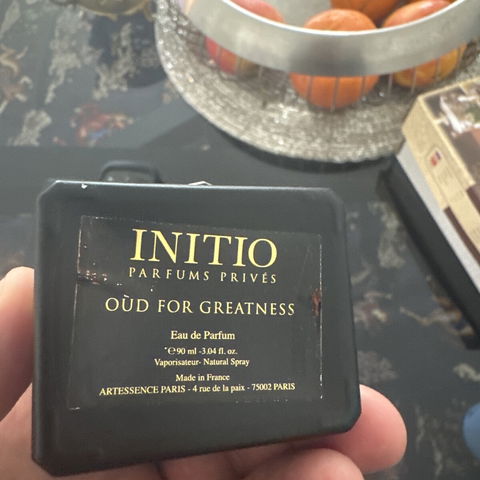 INITIO
PARFUMS PRIVÉS
OÙD FOR GREATNESS
Eau de Parfum
℮90 ml -3.04 fl. oz.
Vaporisateur- Natural Spray
Made in France
ARTESSENCE PARIS - 4 rue de la paix - 75002 PARIS